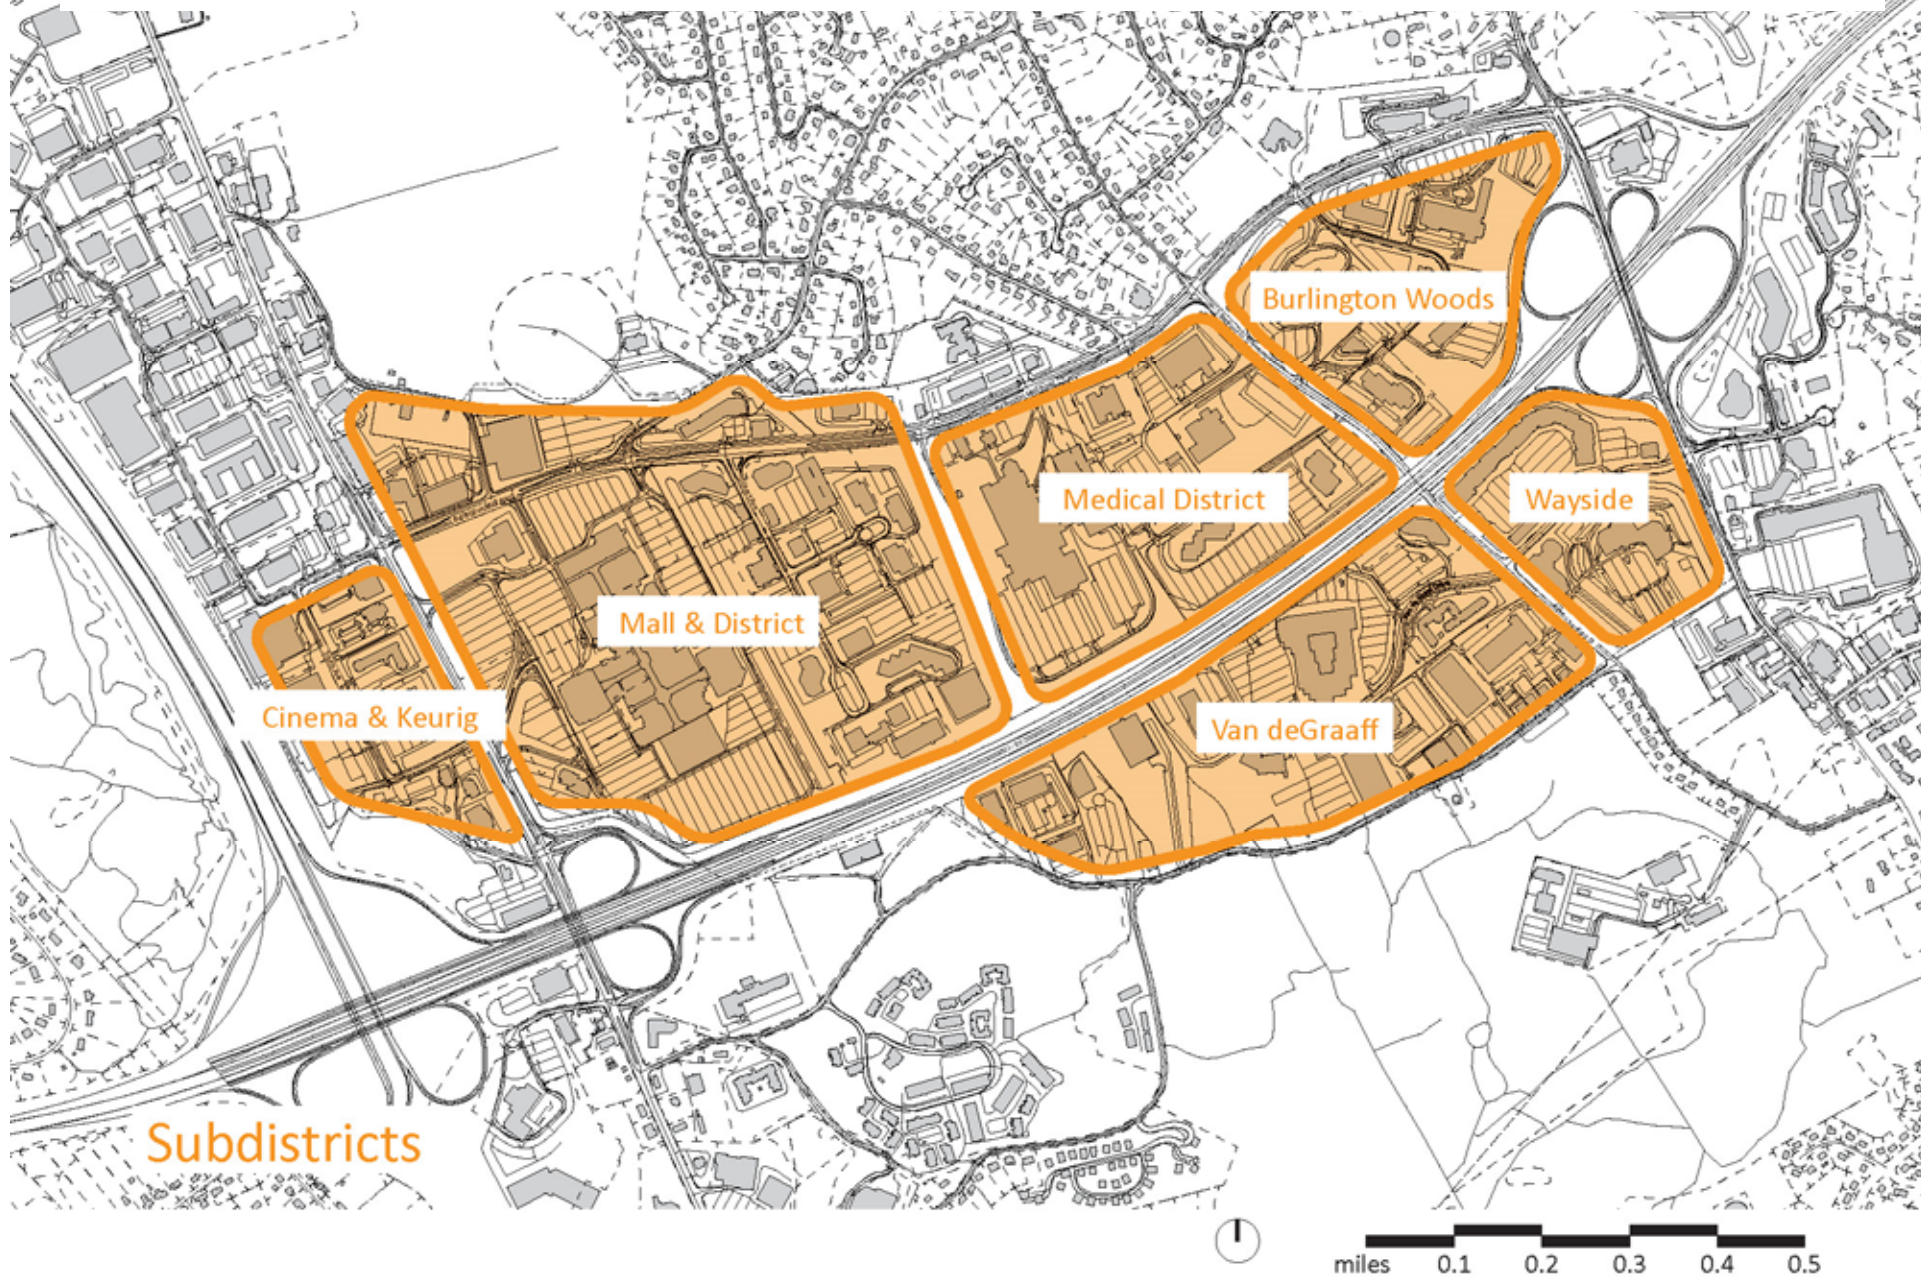 Burlington Woods
Medical District
Wayside
Mall & District
Cinema & Keurig
Van deGraaff
Subdistricts
miles 0.1 0.2 0.3 0.4 0.5